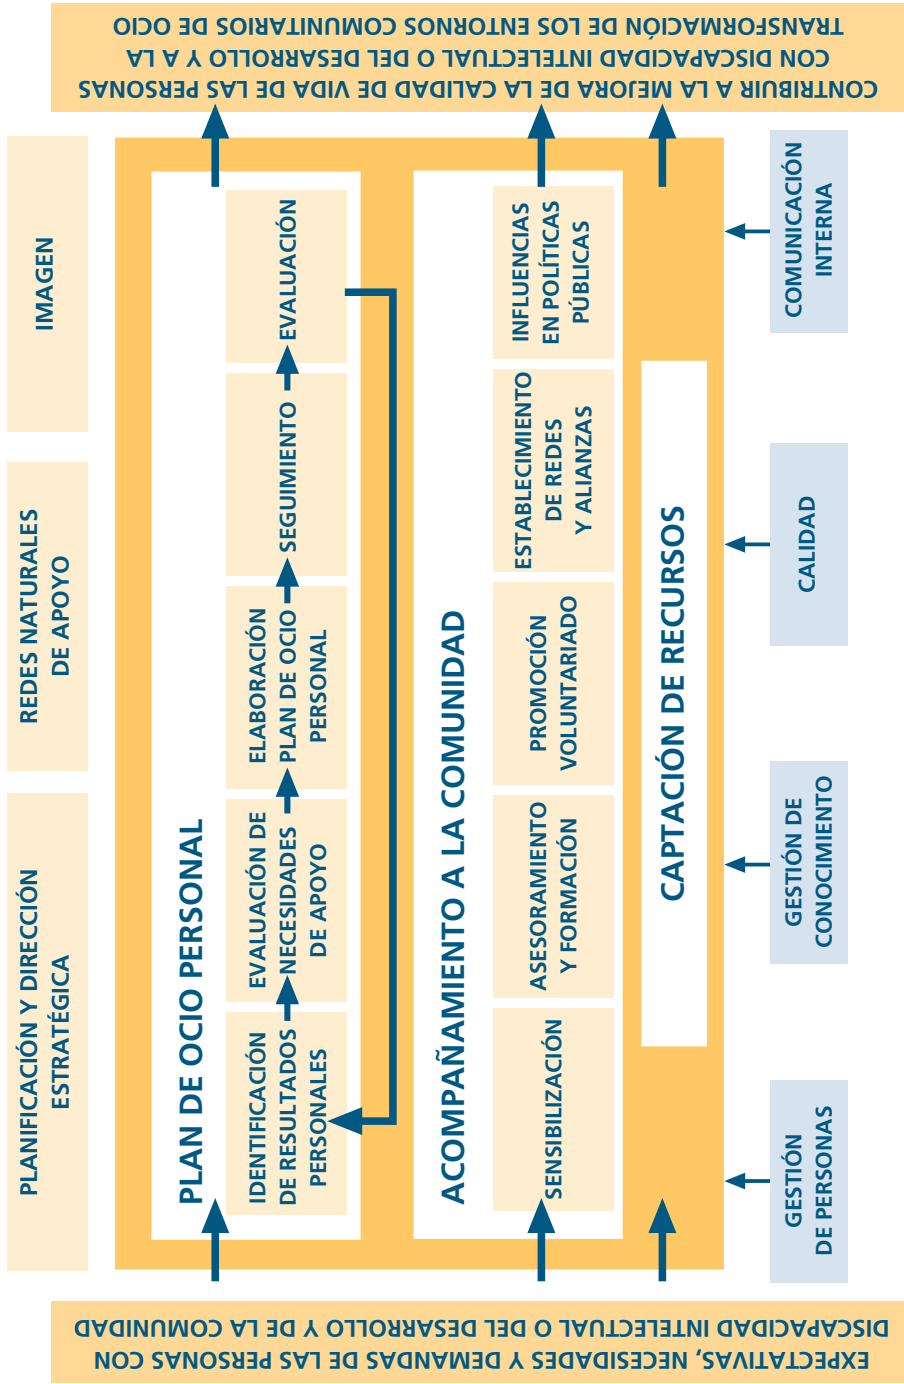 PLANIFICACIÓN Y DIRECCIÓN
ESTRATÉGICA
REDES NATURALES
DE APOYO
IMAGEN
EXPECTATIVAS, NECESIDADES Y DEMANDAS DE LAS PERSONAS CON
DISCAPACIDAD INTELECTUAL O DEL DESARROLLO Y DE LA COMUNIDAD
PLAN DE OCIO PERSONAL
IDENTIFICACIÓN
DE RESULTADOS
PERSONALES
EVALUACIÓN DE
NECESIDADES
DE APOYO
ELABORACIÓN
PLAN DE OCIO
PERSONAL
SEGUIMIENTO
EVALUACIÓN
ACOMPAÑAMIENTO A LA COMUNIDAD
SENSIBILIZACIÓN
ASESORAMIENTO
Y FORMACIÓN
PROMOCIÓN
VOLUNTARIADO
ESTABLECIMIENTO
DE REDES
Y ALIANZAS
INFLUENCIAS
EN POLÍTICAS
PÚBLICAS
CAPTACIÓN DE RECURSOS
CONTRIBUIR A LA MEJORA DE LA CALIDAD DE VIDA DE LAS PERSONAS
CON DISCAPACIDAD INTELECTUAL O DEL DESARROLLO Y A LA
TRANSFORMACIÓN DE LOS ENTORNOS COMUNITARIOS DE OCIO
GESTIÓN
DE PERSONAS
GESTIÓN DE
CONOCIMIENTO
CALIDAD
COMUNICACIÓN
INTERNA